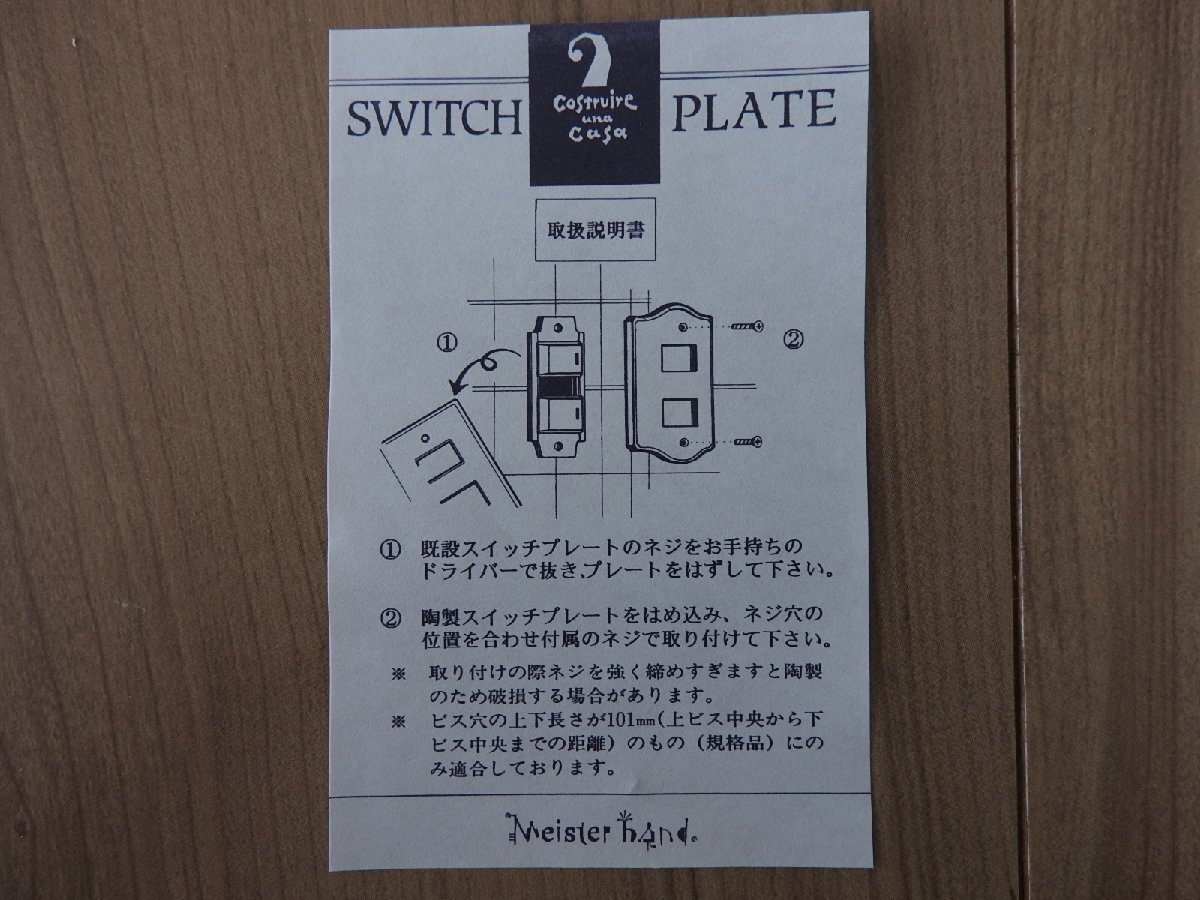 SWITCH PLATE
Costruire
una
Casa
取扱説明書
① ②
① 既設スイッチプレートのネジをお手持ちの
ドライバーで抜き、プレートをはずして下さい。
② 陶製スイッチプレートをはめ込み、ネジ穴の
位置を合わせ付属のネジで取り付けて下さい。
※ 取り付けの際ネジを強く締めすぎますと陶製
のため破損する場合があります。
※ ビス穴の上下長さが101mm(上ビス中央から下
ビス中央までの距離)のもの(規格品)にの
み適合しております。
Meister hand.